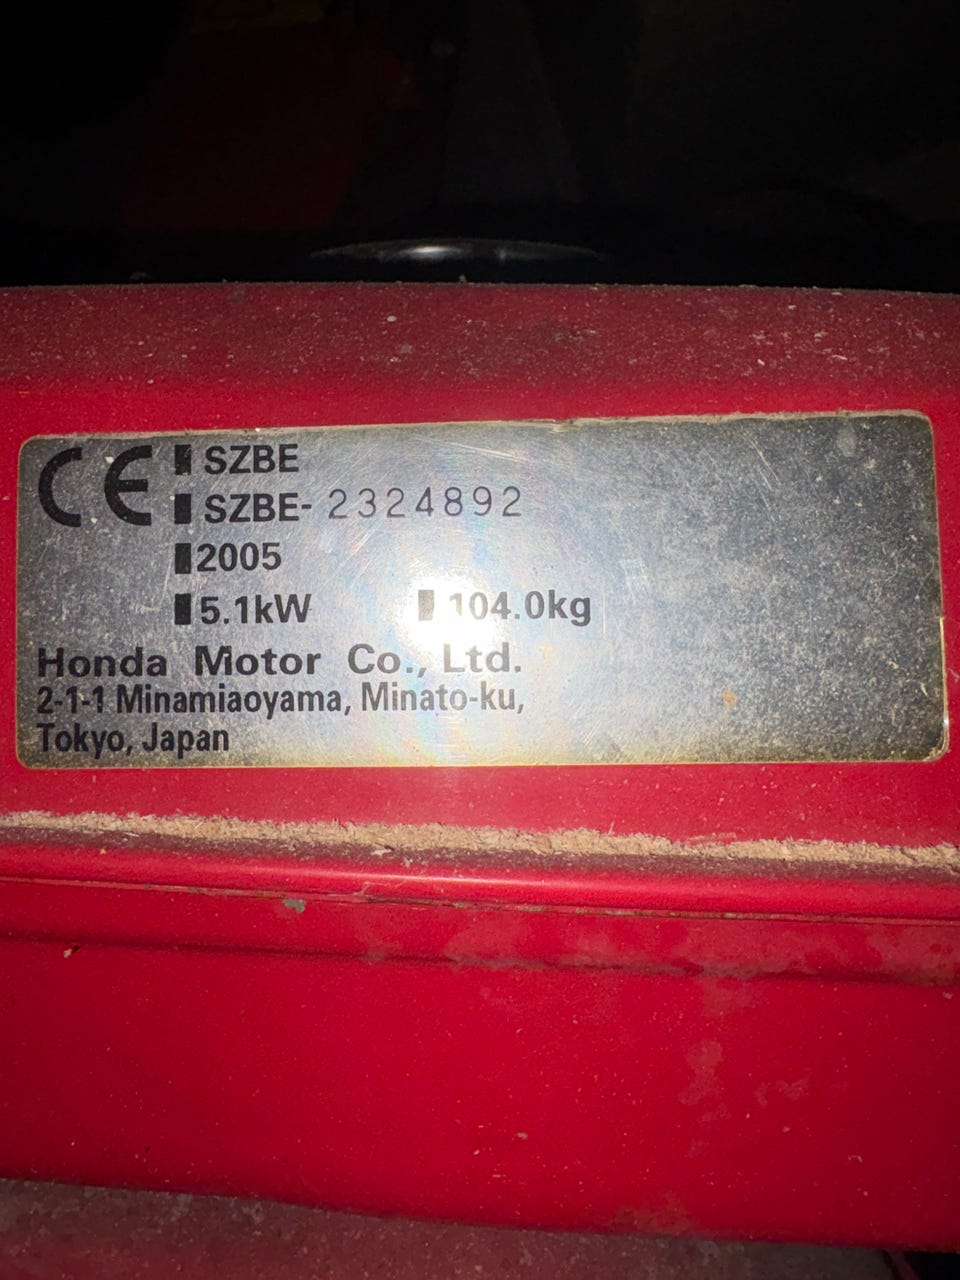 CE SZBE
SZBE- 2324892
2005
5.1kW 104.0kg
Honda Motor Co., Ltd.
2-1-1 Minamiaoyama, Minato-ku,
Tokyo, Japan